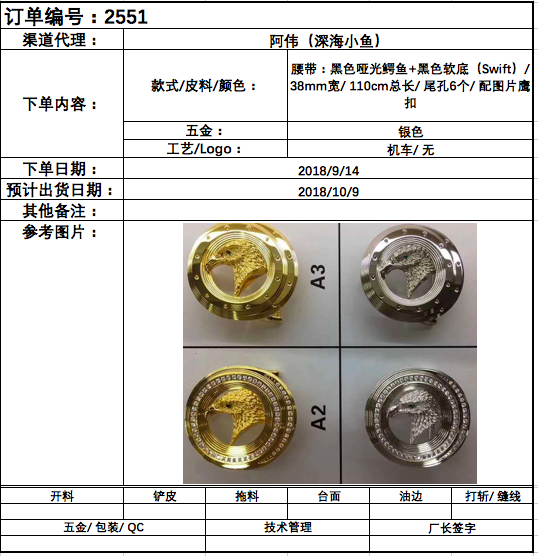 订单编号：2551
渠道代理： 阿伟（深海小鱼）
下单内容： 款式/皮料/颜色： 腰带：黑色哑光鳄鱼+黑色软底（Swift）/
38mm宽/ 110cm总长/ 尾孔6个/ 配图片鹰
扣
五金： 银色
工艺/Logo： 机车/ 无
下单日期： 2018/9/14
预计出货日期： 2018/10/9
其他备注：
参考图片：
A3
A2
开料 铲皮 拖料 台面 油边 打斩/ 缝线
五金/ 包装/ QC 技术管理 厂长签字